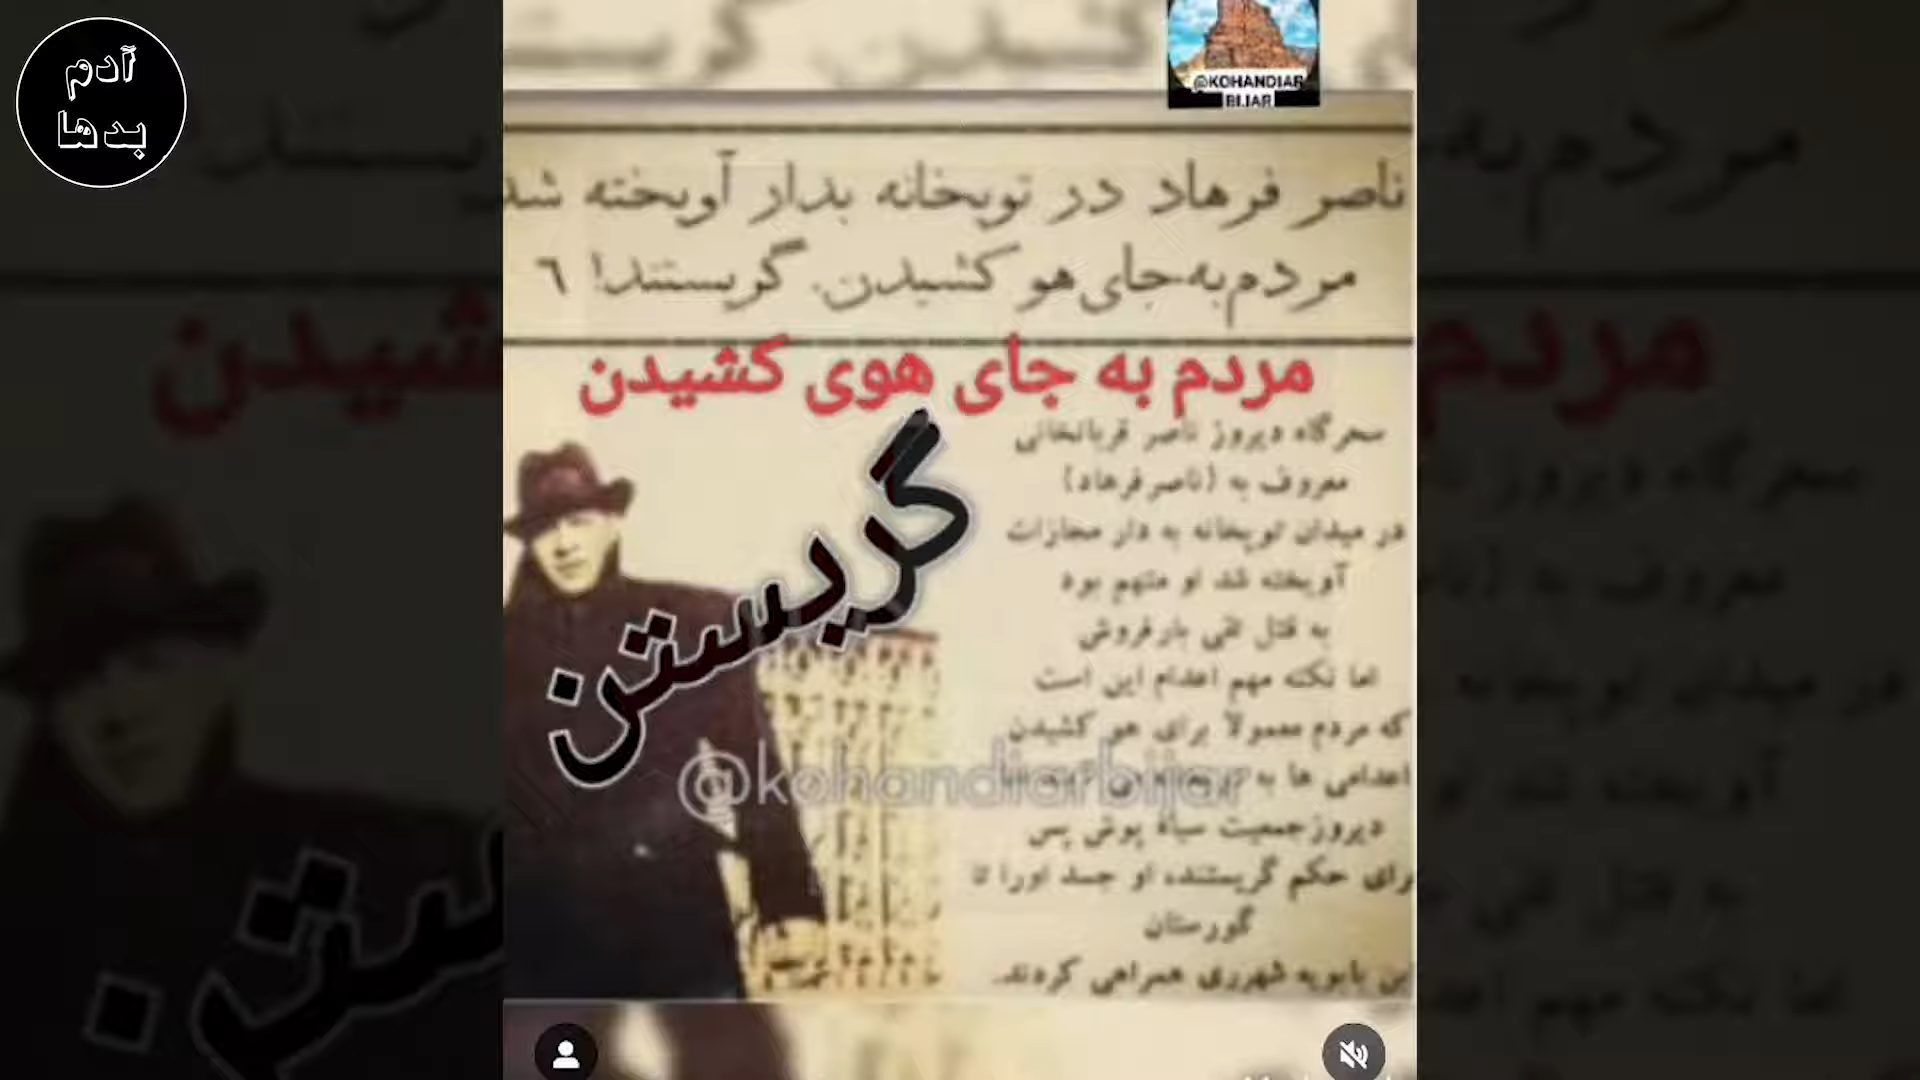 آدم
بدها
@KOHANDIAR
BIJAR
ناصر فرهاد در توپخانه بدار آویخته شد
مردم به جای هو کشیدن، گریستند! ٦
مردم به جای هوی کشیدن
گریستن
سحرگاه دیروز ناصر قربانخانی
معروف به (ناصر فرهاد)
در میدان توپخانه به دار مجازات
آویخته شد او متهم بود
به قتل تقی بارفروش
اما نکته مهم اعدام این است
که مردم معمولاً برای هو کشیدن
اعدامی ها به
@kohandiarbijar
دیروز جمعیت سیاه پوش پس
رای حکم گریستند، او جسد اورا تا
گورستان
ابن بابویه شهرری همراهی کردند.